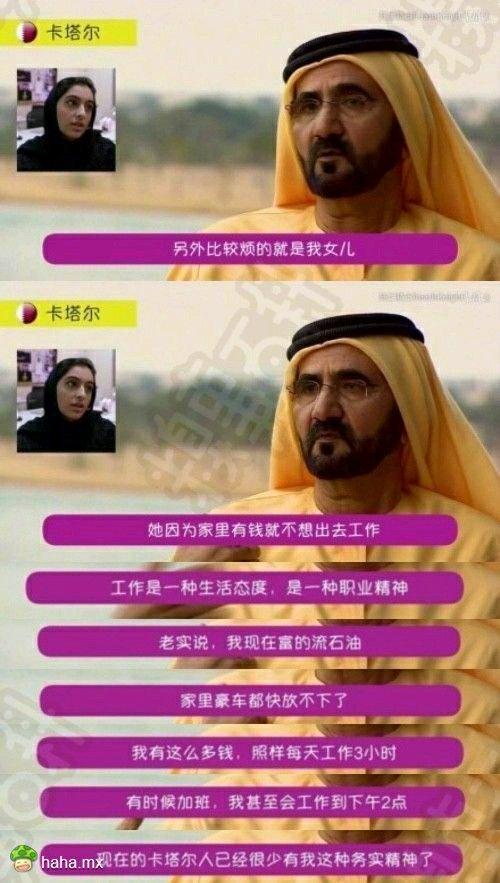 卡塔尔
另外比较烦的就是我女儿
卡塔尔
她因为家里有钱就不想出去工作
工作是一种生活态度，是一种职业精神
老实说，我现在富的流石油
家里豪车都快放不下了
我有这么多钱，照样每天工作3小时
有时候加班，我甚至会工作到下午2点
现在的卡塔尔人已经很少有我这种务实精神了
haha.mx